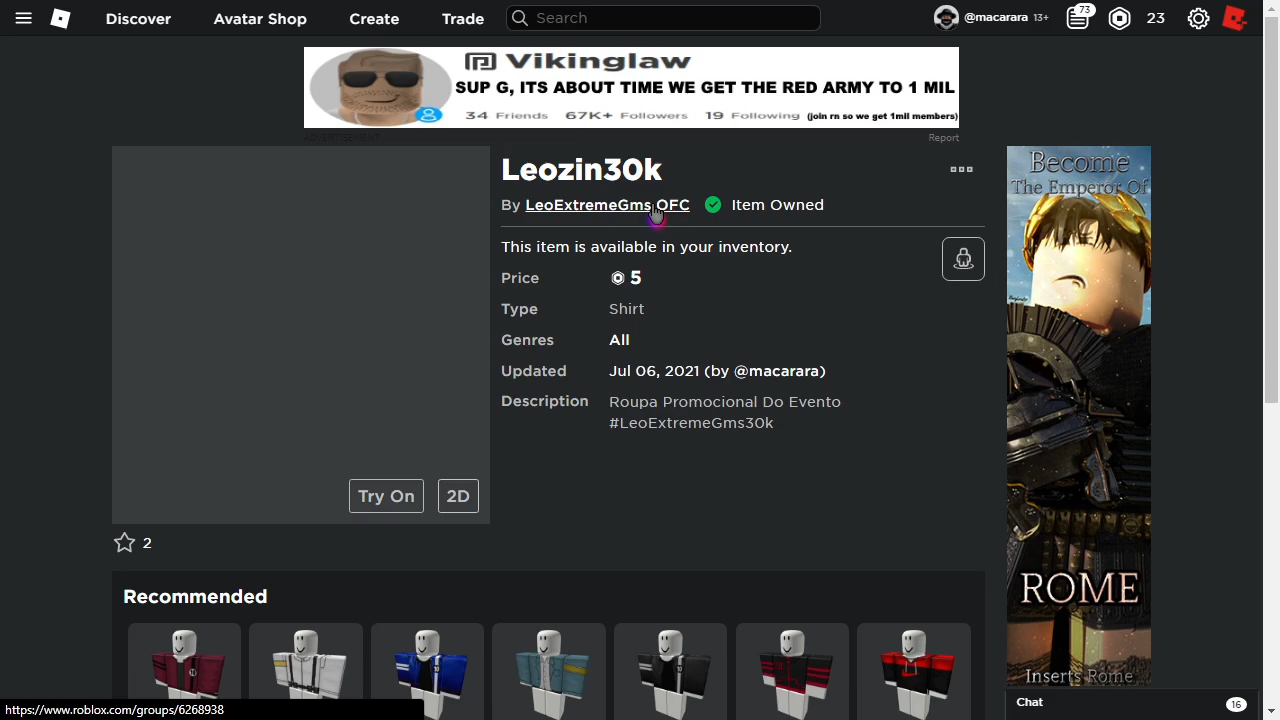 Discover
Avatar Shop
Create
Trade
Search
@macarara 13+
73
23
Vikinglaw
SUP G, ITS ABOUT TIME WE GET THE RED ARMY TO 1 MIL
34 Friends 67K+ Followers 19 Following (join rn so we get 1mil members)
ADVERTISEMENT
Report
Leozin30k
By LeoExtremeGms OFC
Item Owned
This item is available in your inventory.
Price 5
Type Shirt
Genres All
Updated Jul 06, 2021 (by @macarara)
Description Roupa Promocional Do Evento
#LeoExtremeGms30k
Try On
2D
2
Recommended
Become
The Emperor Of
ROME
Inserts Rome
Chat
16
https://www.roblox.com/groups/6268938